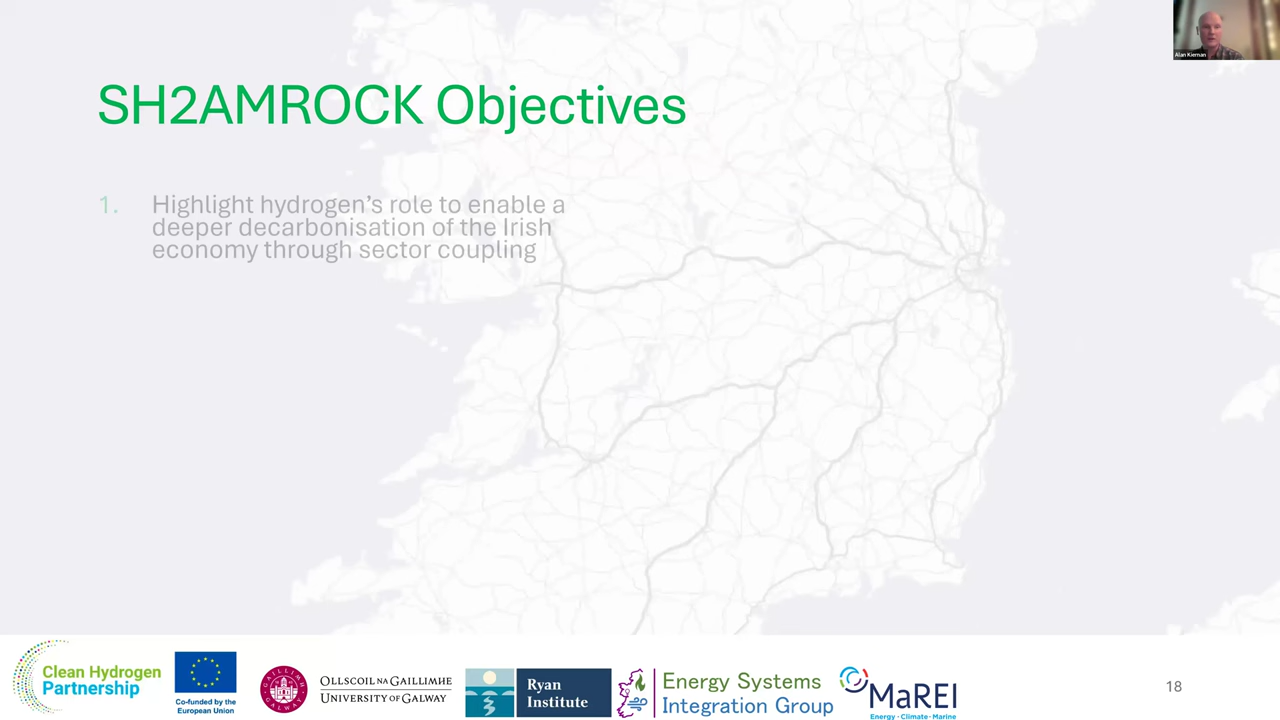 Alan Kiernan
SH2AMROCK Objectives
1. Highlight hydrogen's role to enable a
deeper decarbonisation of the Irish
economy through sector coupling
Clean Hydrogen
Partnership
Co-funded by the
European Union
OLLSCOIL NA GAILLIMHE
UNIVERSITY OF GALWAY
Ryan
Institute
Energy Systems
Integration Group
MaREI
Energy • Climate • Marine
18